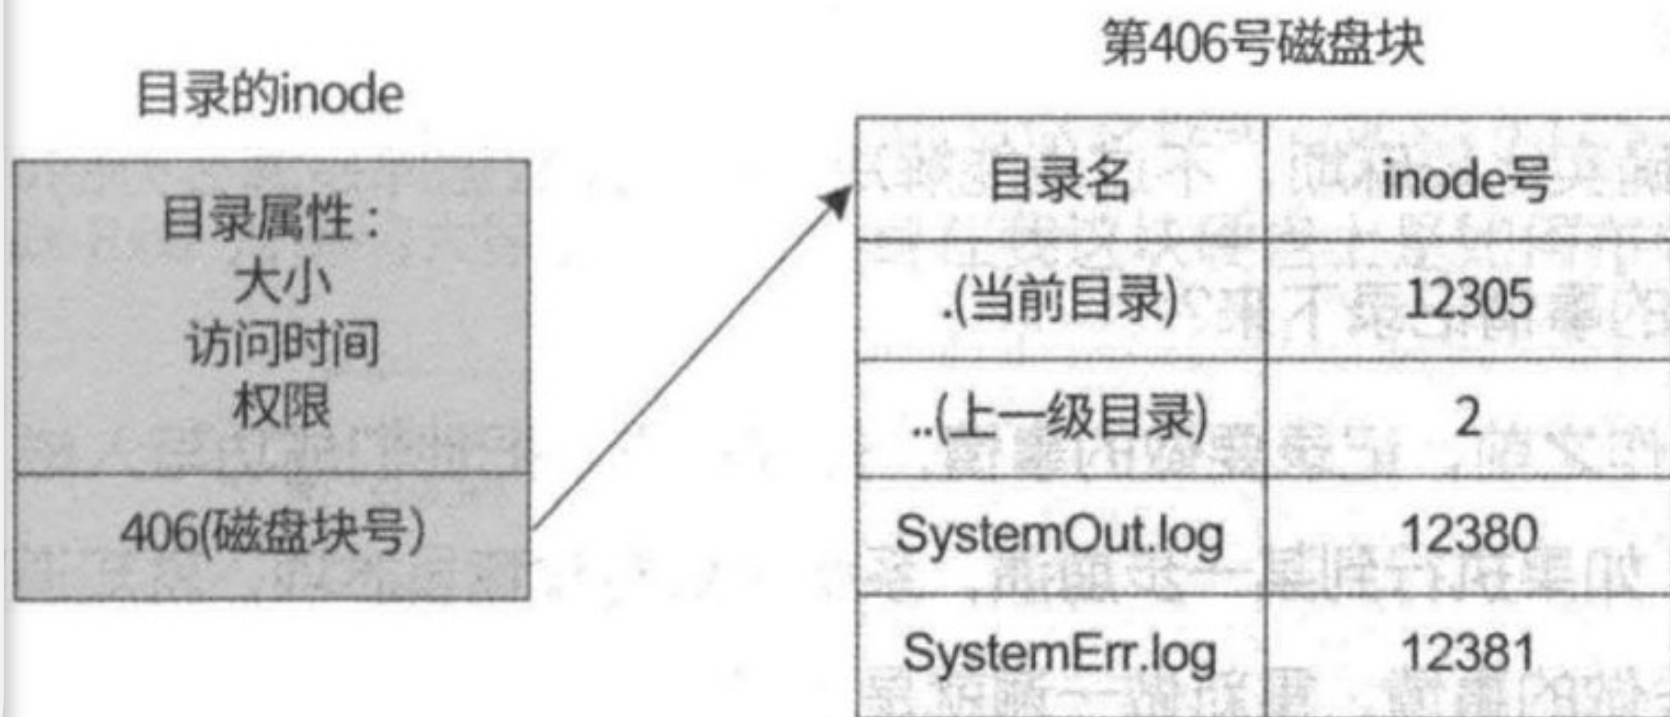 第406号磁盘块
目录的inode
目录属性：
大小
访问时间
权限
406(磁盘块号)
目录名 inode号
.(当前目录) 12305
..(上一级目录) 2
SystemOut.log 12380
SystemErr.log 12381